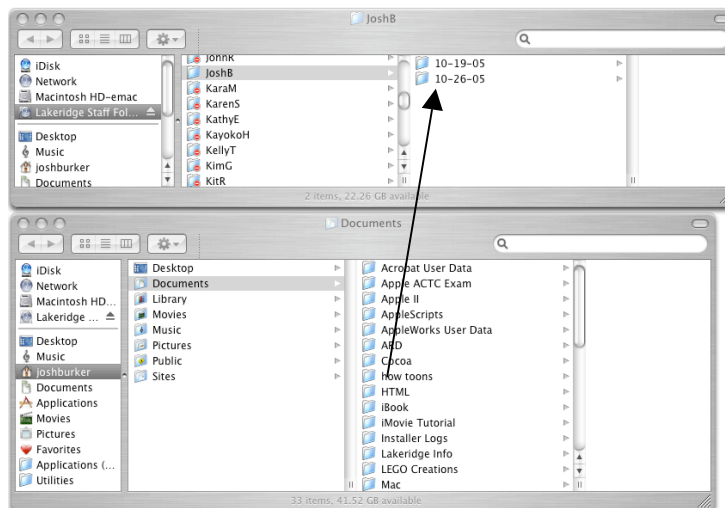 JoshB
iDisk
Network
Macintosh HD-emac
Lakeridge Staff Fol...
Desktop
Music
joshburker
Documents
JohnR
JoshB
KaraM
KarenS
KathyE
KayokoH
KellyT
KimG
KitR
10-19-05
10-26-05
2 items, 22.26 GB available
Documents
iDisk
Network
Macintosh HD...
Lakeridge ...
Desktop
Music
joshburker
Documents
Applications
Movies
Pictures
Favorites
Applications (...
Utilities
Desktop
Documents
Library
Movies
Music
Pictures
Public
Sites
Acrobat User Data
Apple ACTC Exam
Apple II
AppleScripts
AppleWorks User Data
ARD
Cocoa
how toons
HTML
iBook
iMovie Tutorial
Installer Logs
Lakeridge Info
LEGO Creations
Mac
33 items, 41.52 GB available